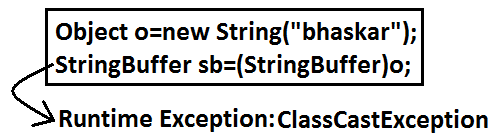 Object o=new String("bhaskar");
StringBuffer sb=(StringBuffer)o;
Runtime Exception:ClassCastException